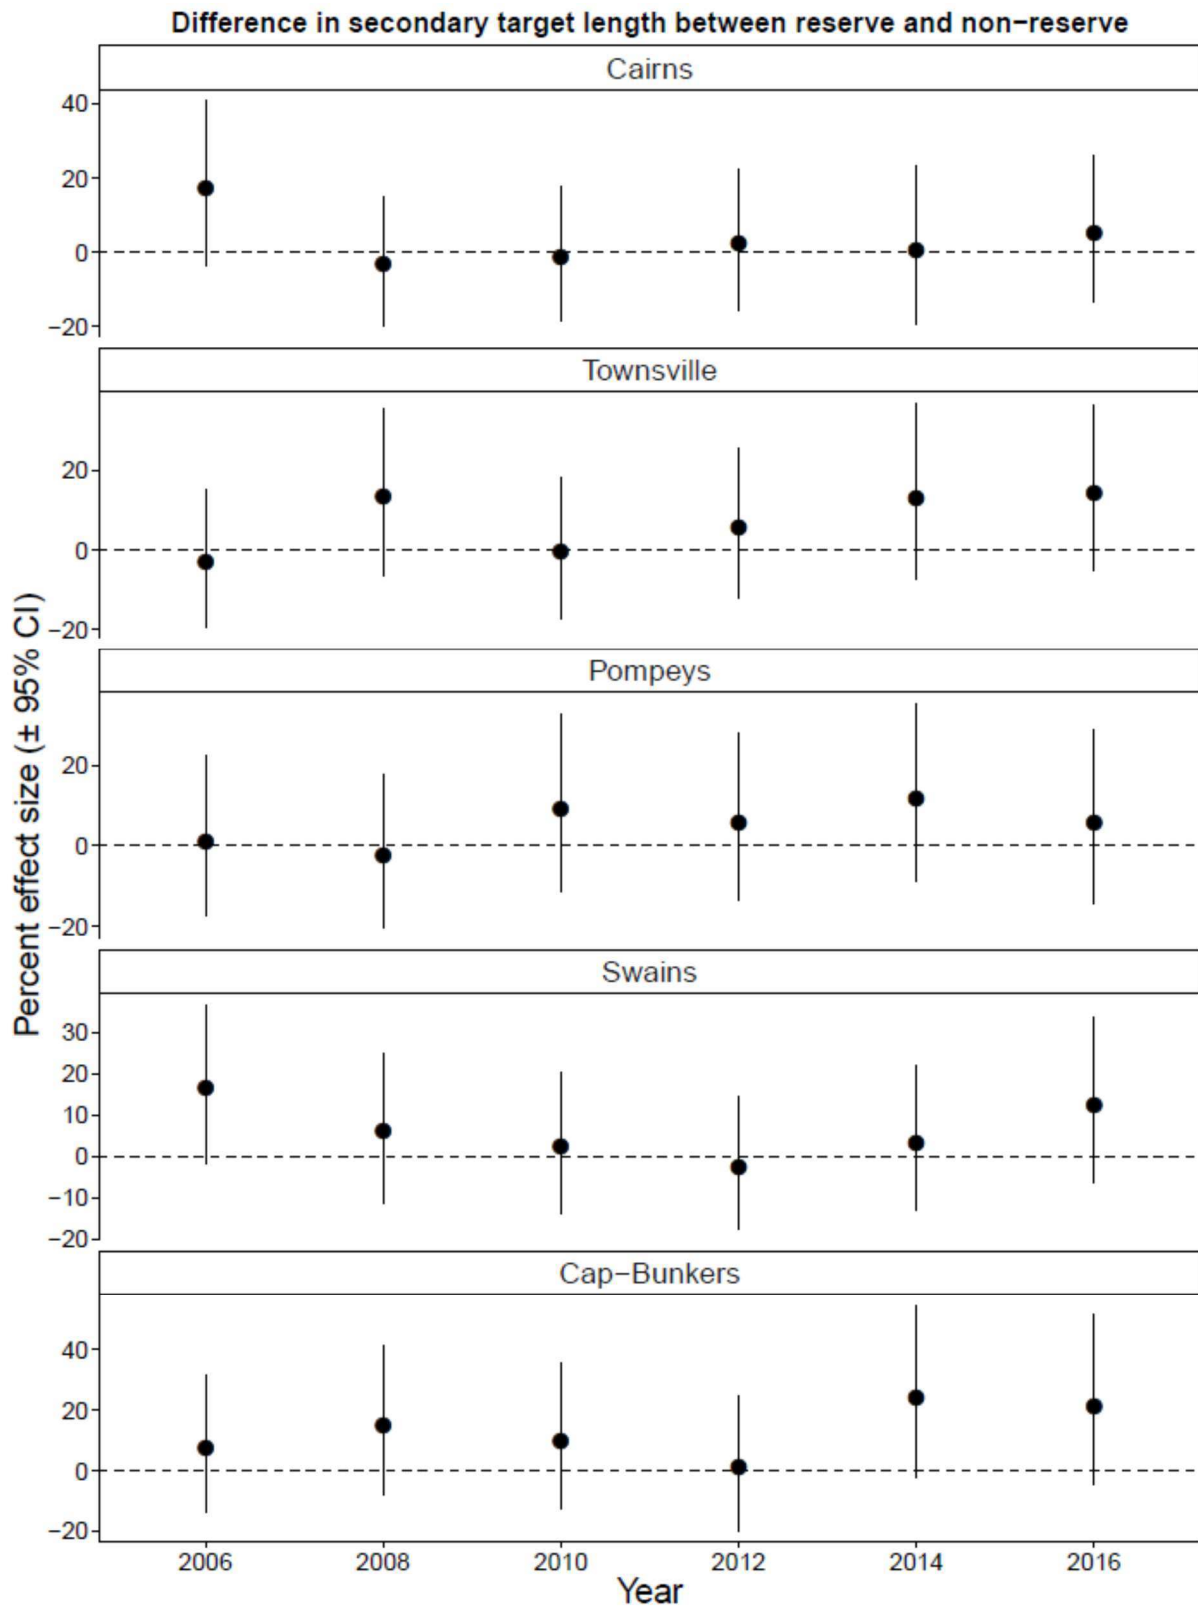 Difference in secondary target length between reserve and non−reserve
Cairns
40
20
0
−20
Townsville
20
0
−20
Pompeys
20
0
−20
Swains
30
20
10
0
−10
−20
Cap−Bunkers
40
20
0
−20
2006 2008 2010 2012 2014 2016
Year
Percent effect size (± 95% CI)